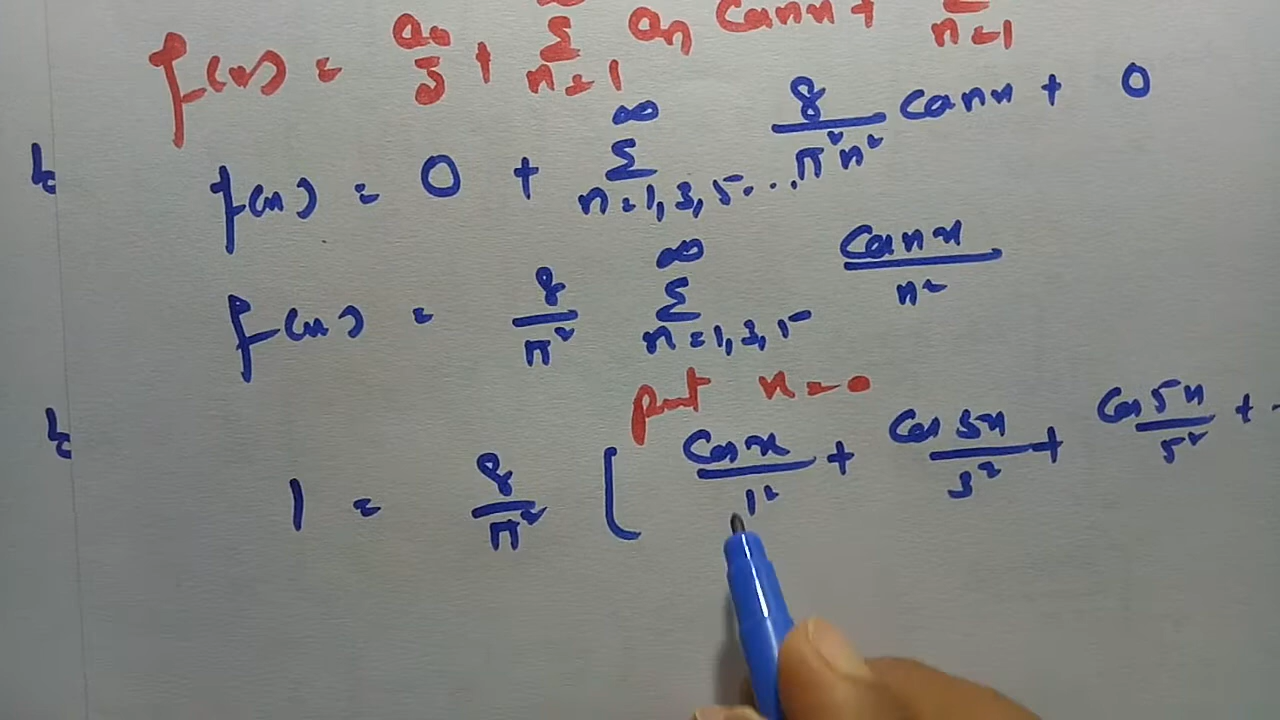 f(x) = a₀/2 + ∞ Σ n=1 aₙ cos nx + Σ n=1
f(x) = 0 + ∞ Σ n=1,3,5... 8/π²n² cos nx + 0
f(x) = 8/π² ∞ Σ n=1,3,5 cos nx/n²
put x=0
1 = 8/π² [ cos x/1² + cos 3x/3² + cos 5x/5² +